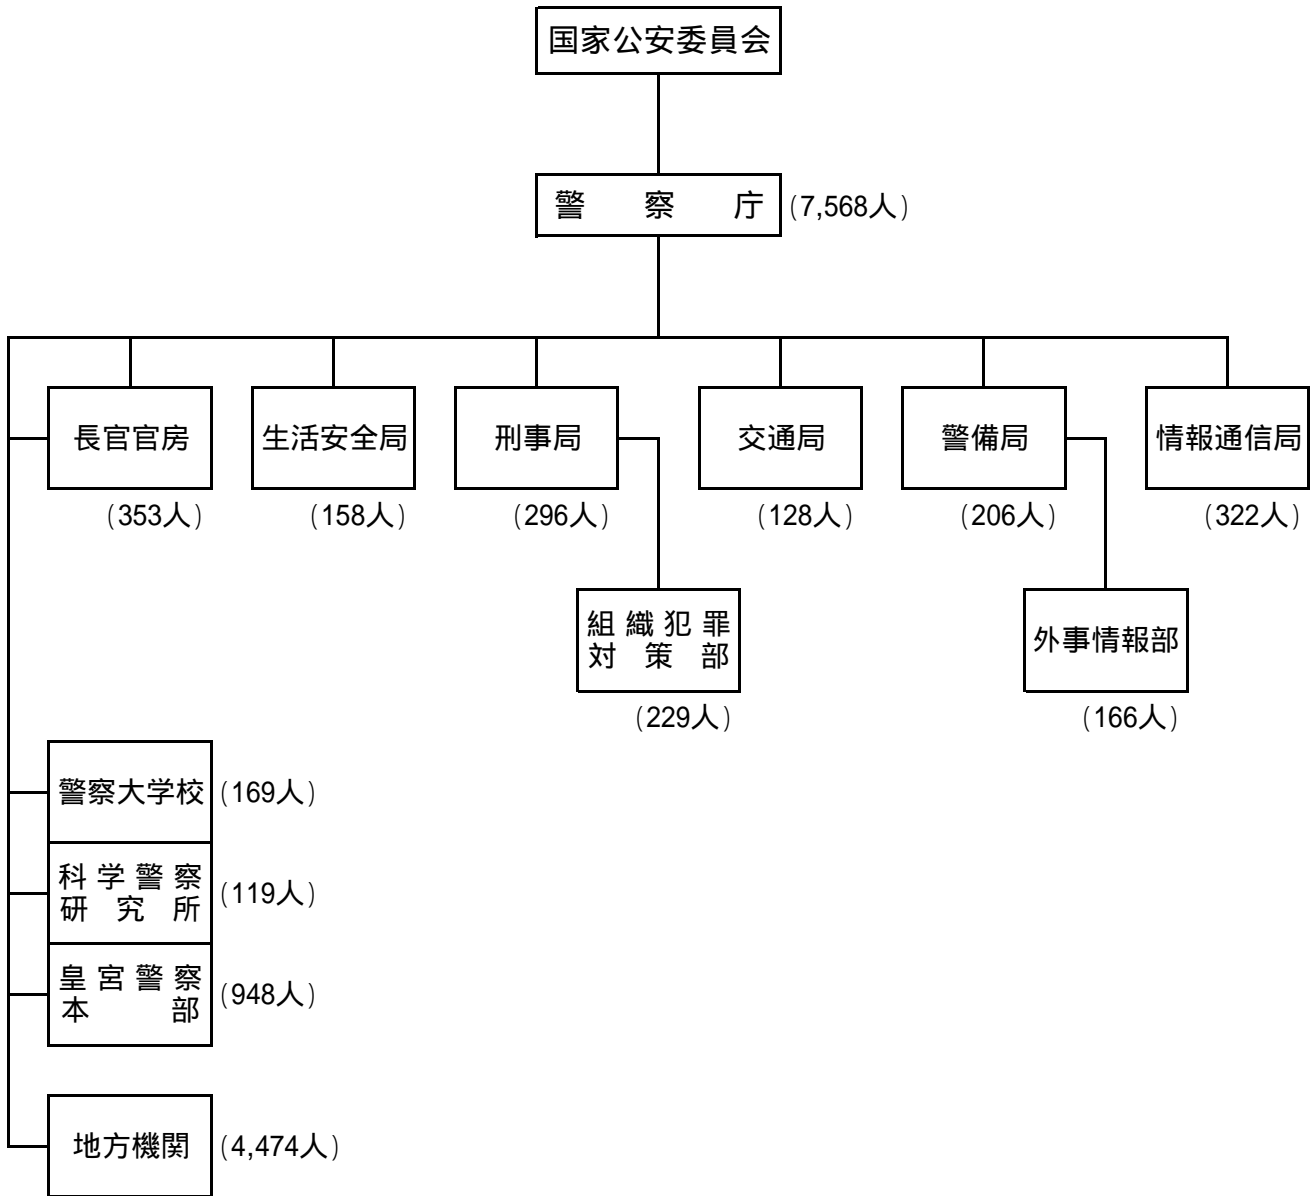 国家公安委員会
警察庁 (7,568人)
長官官房
生活安全局
刑事局
交通局
警備局
情報通信局
(353人)
(158人)
(296人)
(128人)
(206人)
(322人)
組織犯罪
対策部
(229人)
外事情報部
(166人)
警察大学校 (169人)
科学警察
研究所
(119人)
皇宮警察
本部
(948人)
地方機関 (4,474人)